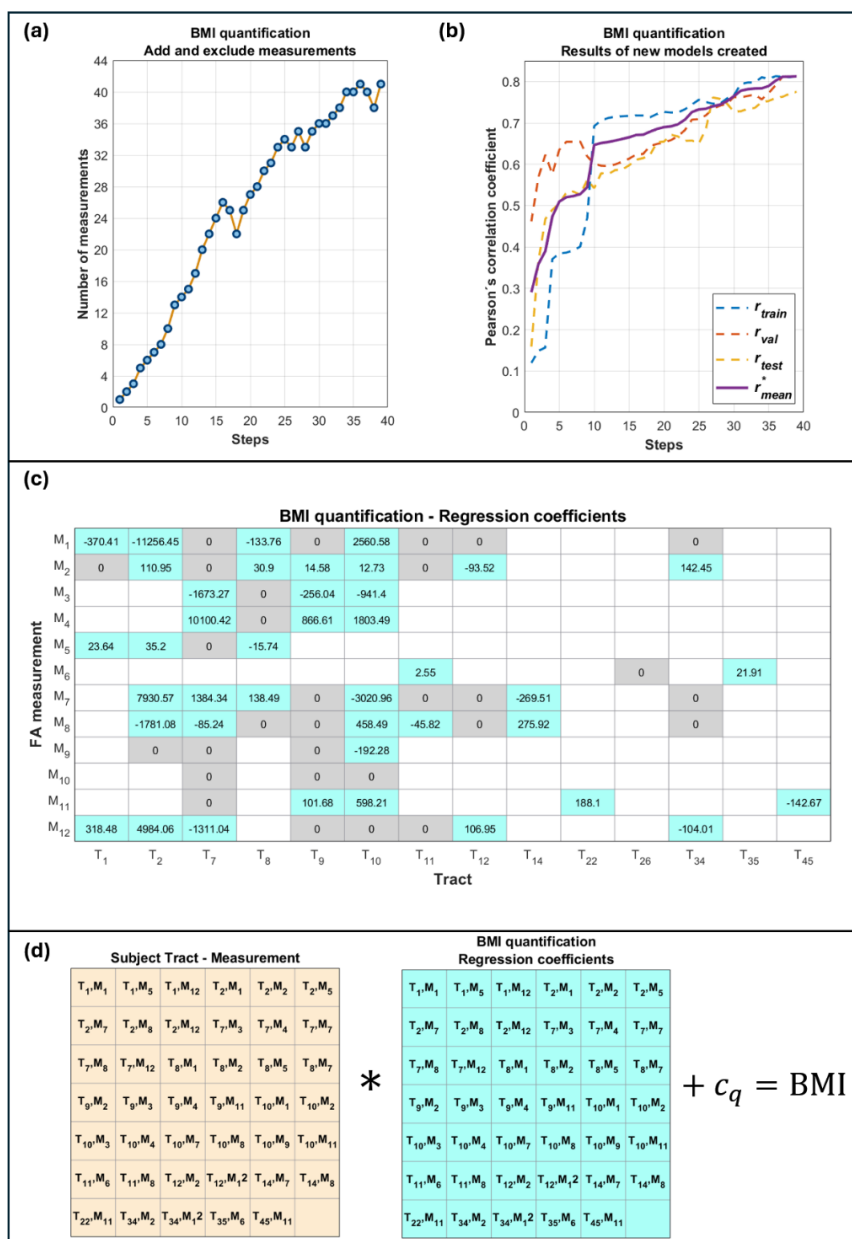 (a)
BMI quantification
Add and exclude measurements
44
40
36
32
28
24
20
16
12
8
4
0
Number of measurements
0 5 10 15 20 25 30 35 40
Steps
(b)
BMI quantification
Results of new models created
0.8
0.7
0.6
0.5
0.4
0.3
0.2
0.1
0
Pearson´s correlation coefficient
r_train
r_val
r_test
r*_mean
0 5 10 15 20 25 30 35 40
Steps
(c)
BMI quantification - Regression coefficients
FA measurement
M1 -370.41 -11256.45 0 -133.76 0 2560.58 0 0 0
M2 0 110.95 0 30.9 14.58 12.73 0 -93.52 142.45
M3 -1673.27 0 -256.04 -941.4
M4 10100.42 0 866.61 1803.49
M5 23.64 35.2 0 -15.74
M6 2.55 0 21.91
M7 7930.57 1384.34 138.49 0 -3020.96 0 0 -269.51 0
M8 -1781.08 -85.24 0 0 458.49 -45.82 0 275.92 0
M9 0 0 0 -192.28
M10 0 0 0
M11 0 101.68 598.21 188.1 -142.67
M12 318.48 4984.06 -1311.04 0 0 0 106.95 -104.01
T1 T2 T7 T8 T9 T10 T11 T12 T14 T22 T26 T34 T35 T45
Tract
(d)
Subject Tract - Measurement
T1,M1 T1,M5 T1,M12 T2,M1 T2,M2 T2,M5
T2,M7 T2,M8 T2,M12 T7,M3 T7,M4 T7,M7
T7,M8 T7,M12 T8,M1 T8,M2 T8,M5 T8,M7
T9,M2 T9,M3 T9,M4 T9,M11 T10,M1 T10,M2
T10,M3 T10,M4 T10,M7 T10,M8 T10,M9 T10,M11
T11,M6 T11,M8 T12,M2 T12,M12 T14,M7 T14,M8
T22,M11 T34,M2 T34,M12 T35,M6 T45,M11
*
BMI quantification
Regression coefficients
T1,M1 T1,M5 T1,M12 T2,M1 T2,M2 T2,M5
T2,M7 T2,M8 T2,M12 T7,M3 T7,M4 T7,M7
T7,M8 T7,M12 T8,M1 T8,M2 T8,M5 T8,M7
T9,M2 T9,M3 T9,M4 T9,M11 T10,M1 T10,M2
T10,M3 T10,M4 T10,M7 T10,M8 T10,M9 T10,M11
T11,M6 T11,M8 T12,M2 T12,M12 T14,M7 T14,M8
T22,M11 T34,M2 T34,M12 T35,M6 T45,M11
+ c_q = BMI